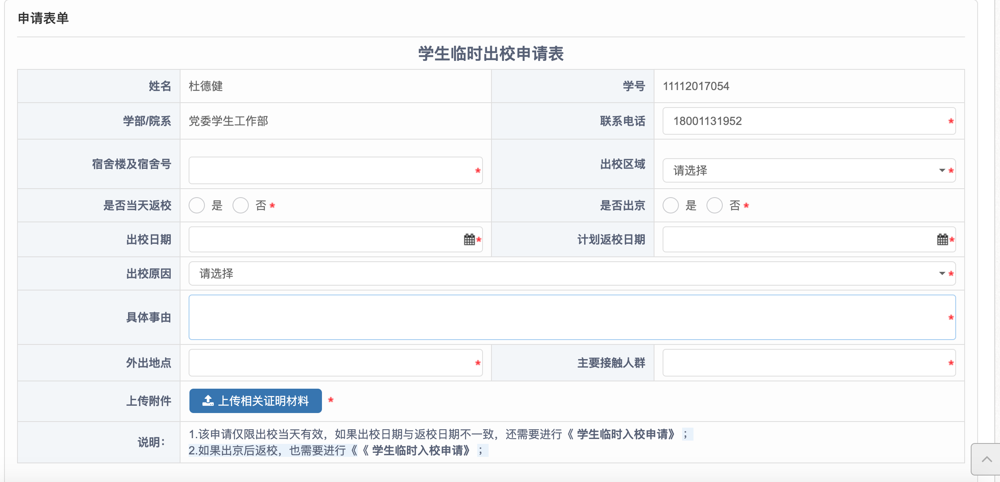 申请表单
学生临时出校申请表
姓名 杜德健 学号 11112017054
学部/院系 党委学生工作部 联系电话 18001131952 *
宿舍楼及宿舍号 * 出校区域 请选择 *
是否当天返校 是 否 * 是否出京 是 否 *
出校日期 * 计划返校日期 *
出校原因 请选择 *
具体事由 *
外出地点 * 主要接触人群 *
上传附件 上传相关证明材料 *
说明：
1.该申请仅限出校当天有效，如果出校日期与返校日期不一致，还需要进行《 学生临时入校申请》 ；
2.如果出京后返校，也需要进行《《 学生临时入校申请》 ；